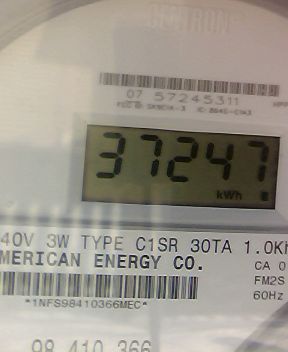 07 57245311
37247
kWh
40V 3W TYPE C1SR 30TA 1.0Kh
MERICAN ENERGY CO.
CA 0
FM2S
60Hz
*1NFS98410366MEC*
98 410 366